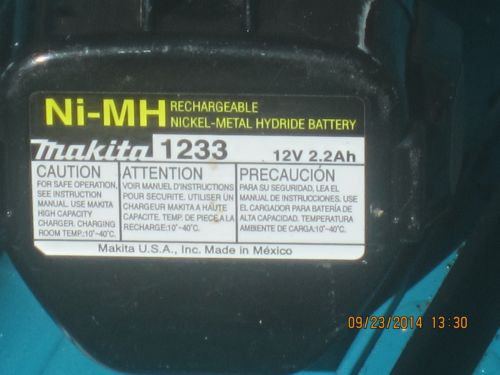 Ni-MH RECHARGEABLE
NICKEL-METAL HYDRIDE BATTERY
makita 1233 12V 2.2Ah
CAUTION
FOR SAFE OPERATION,
SEE INSTRUCTION
MANUAL. USE MAKITA
HIGH CAPACITY
CHARGER. CHARGING
ROOM TEMP.:10°-40°C.
ATTENTION
VOIR MANUEL D'INSTRUCTIONS
POUR SECURITE. UTILISER UN
CHARGEUR MAKITA A HAUTE
CAPACITE. TEMP. DE PIECE A LA
RECHARGE:10°-40°C.
PRECAUCIÓN
PARA SU SEGURIDAD, LEA EL
MANUAL DE INSTRUCCIONES. USE
EL CARGADOR PARA BATERÍA DE
ALTA CAPACIDAD. TEMPERATURA
AMBIENTE DE CARGA:10°-40°C.
Makita U.S.A., Inc. Made in México
09/23/2014 13:30